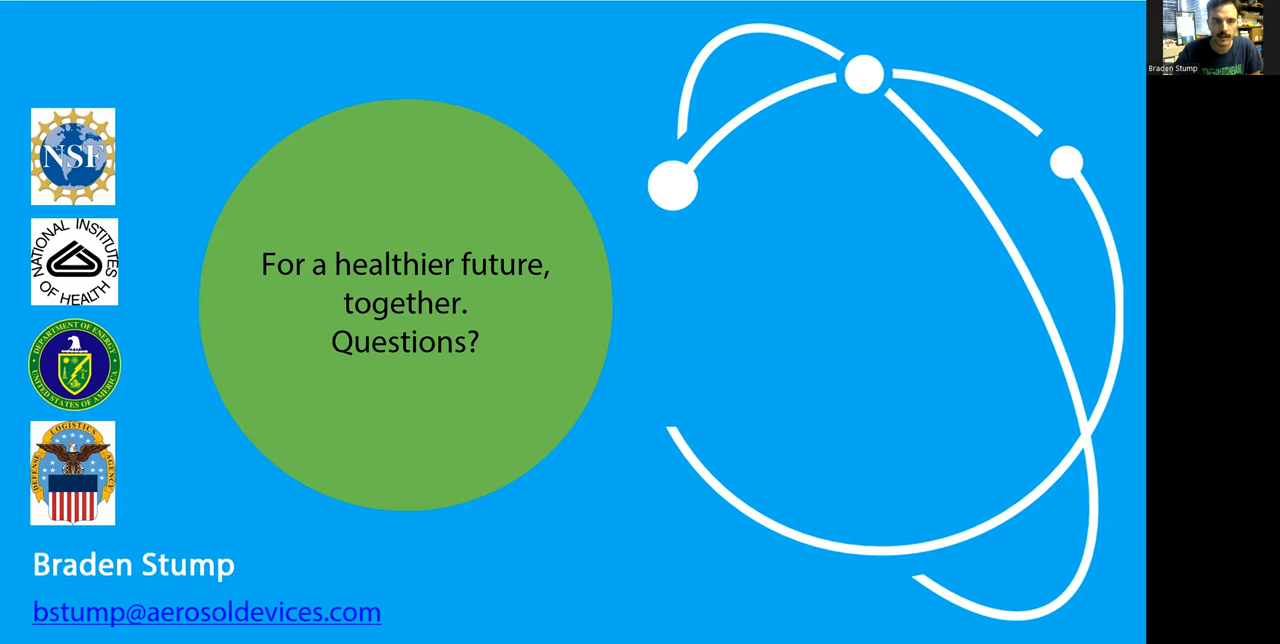 NSF
NATIONAL INSTITUTES
OF HEALTH
DEPARTMENT OF ENERGY
UNITED STATES OF AMERICA
DEFENSE LOGISTICS AGENCY
For a healthier future,
together.
Questions?
Braden Stump
bstump@aerosoldevices.com
Braden Stump